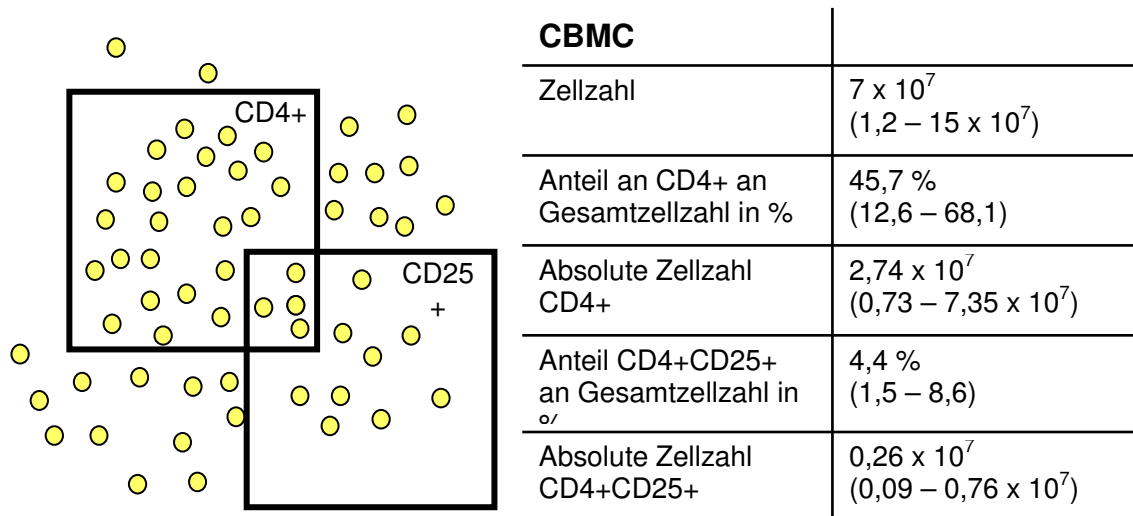 CD4+
CD25
+
CBMC
Zellzahl
7 x 10⁷
(1,2 – 15 x 10⁷)
Anteil an CD4+ an
Gesamtzellzahl in %
45,7 %
(12,6 – 68,1)
Absolute Zellzahl
CD4+
2,74 x 10⁷
(0,73 – 7,35 x 10⁷)
Anteil CD4+CD25+
an Gesamtzellzahl in
%
4,4 %
(1,5 – 8,6)
Absolute Zellzahl
CD4+CD25+
0,26 x 10⁷
(0,09 – 0,76 x 10⁷)